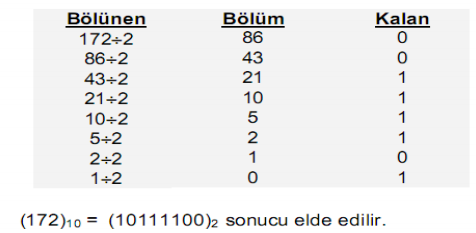 Bölünen Bölüm Kalan
172÷2 86 0
86÷2 43 0
43÷2 21 1
21÷2 10 1
10÷2 5 1
5÷2 2 1
2÷2 1 0
1÷2 0 1
(172)₁₀ = (10111100)₂ sonucu elde edilir.